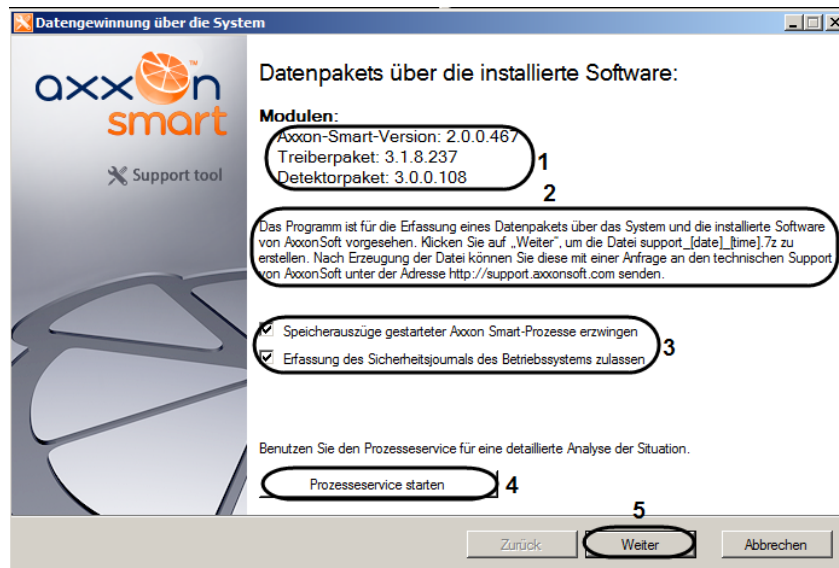 Datengewinnung über die System
axxon
smart
Support tool
Datenpakets über die installierte Software:
Modulen:
Axxon-Smart-Version: 2.0.0.467
Treiberpaket: 3.1.8.237
Detektorpaket: 3.0.0.108
1
2
Das Programm ist für die Erfassung eines Datenpakets über das System und die installierte Software
von AxxonSoft vorgesehen. Klicken Sie auf „Weiter", um die Datei support_[date]_[time].7z zu
erstellen. Nach Erzeugung der Datei können Sie diese mit einer Anfrage an den technischen Support
von AxxonSoft unter der Adresse http://support.axxonsoft.com senden.
Speicherauszüge gestarteter Axxon Smart-Prozesse erzwingen
Erfassung des Sicherheitsjournals des Betriebssystems zulassen
3
Benutzen Sie den Prozesseservice für eine detaillierte Analyse der Situation.
Prozesseservice starten
4
5
Zurück
Weiter
Abbrechen